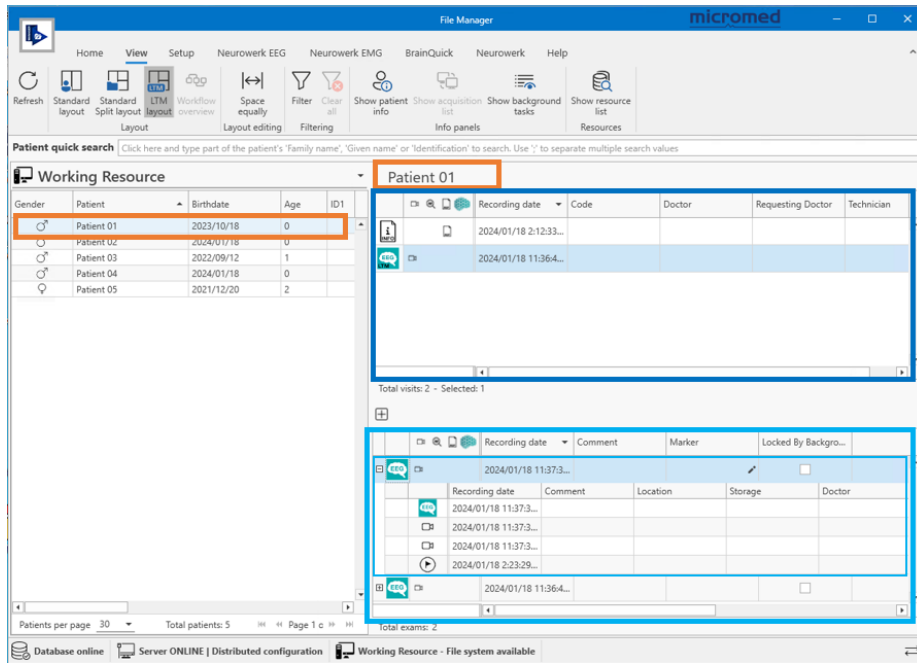 File Manager
micromed
Home View Setup Neurowerk EEG Neurowerk EMG BrainQuick Neurowerk Help
Refresh
Standard layout
Standard Split layout
LTM layout
Workflow overview
Layout
Space equally
Layout editing
Filter
Clear all
Filtering
Show patient info
Show acquisition list
Show background tasks
Info panels
Show resource list
Resources
Patient quick search Click here and type part of the patient's 'Family name', 'Given name' or 'Identification' to search. Use ';' to separate multiple search values
Working Resource
Gender Patient Birthdate Age ID1
Patient 01 2023/10/18 0
Patient 02 2024/01/18 0
Patient 03 2022/09/12 1
Patient 04 2024/01/18 0
Patient 05 2021/12/20 2
Patients per page 30 Total patients: 5 Page 1 c
Patient 01
Recording date Code Doctor Requesting Doctor Technician
INFO 2024/01/18 2:12:33...
EEG LTM 2024/01/18 11:36:4...
Total visits: 2 - Selected: 1
Recording date Comment Marker Locked By Backgro...
EEG 2024/01/18 11:37:3...
Recording date Comment Location Storage Doctor
EEG 2024/01/18 11:37:3...
2024/01/18 11:37:3...
2024/01/18 11:37:3...
2024/01/18 2:23:29...
EEG 2024/01/18 11:36:4...
Total exams: 2
Database online Server ONLINE | Distributed configuration Working Resource - File system available